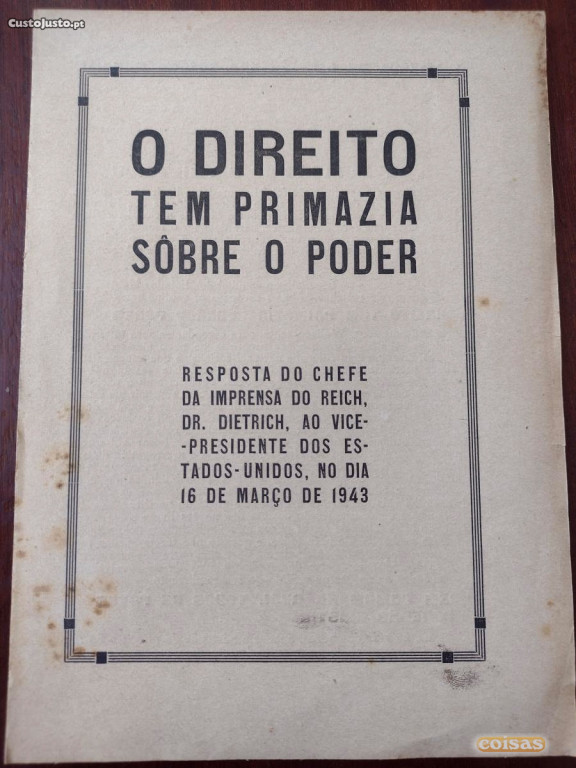 CustoJusto.pt
O DIREITO
TEM PRIMAZIA
SÔBRE O PODER
RESPOSTA DO CHEFE
DA IMPRENSA DO REICH,
DR. DIETRICH, AO VICE-
-PRESIDENTE DOS ES-
TADOS-UNIDOS, NO DIA
16 DE MARÇO DE 1943
coisas